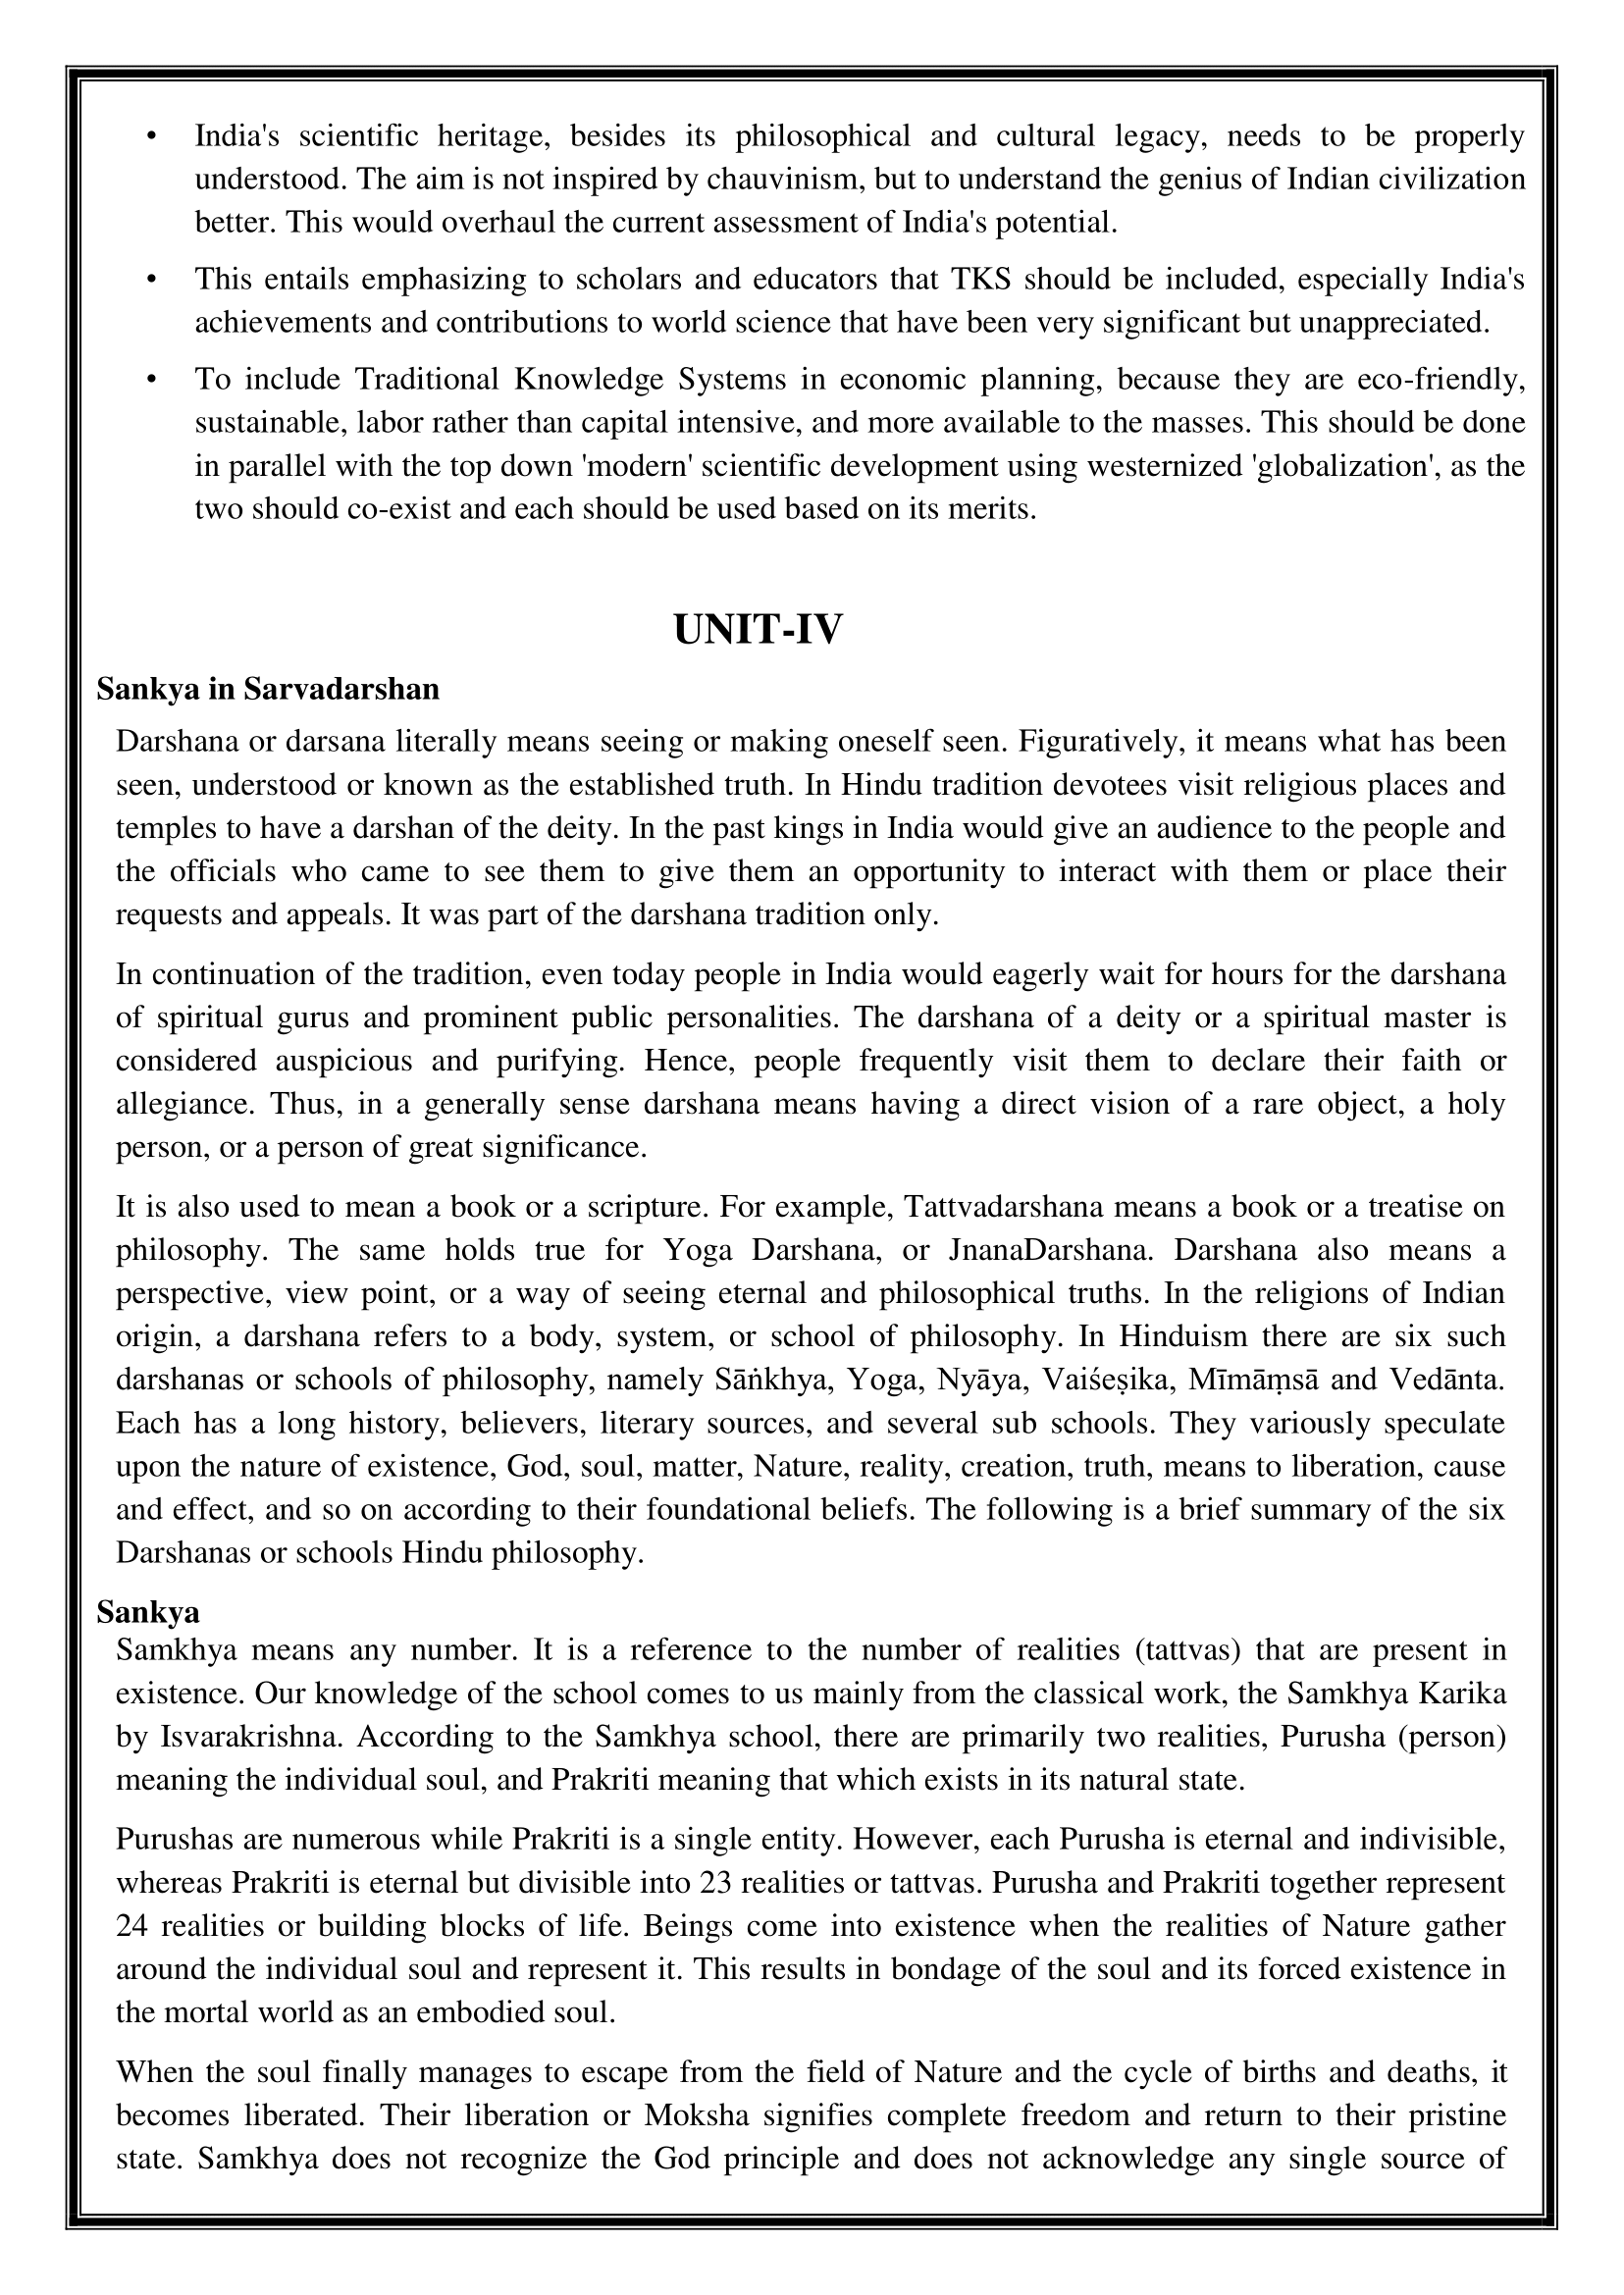 • India's scientific heritage, besides its philosophical and cultural legacy, needs to be properly
understood. The aim is not inspired by chauvinism, but to understand the genius of Indian civilization
better. This would overhaul the current assessment of India's potential.
• This entails emphasizing to scholars and educators that TKS should be included, especially India's
achievements and contributions to world science that have been very significant but unappreciated.
• To include Traditional Knowledge Systems in economic planning, because they are eco-friendly,
sustainable, labor rather than capital intensive, and more available to the masses. This should be done
in parallel with the top down 'modern' scientific development using westernized 'globalization', as the
two should co-exist and each should be used based on its merits.
UNIT-IV
Sankya in Sarvadarshan
Darshana or darsana literally means seeing or making oneself seen. Figuratively, it means what has been
seen, understood or known as the established truth. In Hindu tradition devotees visit religious places and
temples to have a darshan of the deity. In the past kings in India would give an audience to the people and
the officials who came to see them to give them an opportunity to interact with them or place their
requests and appeals. It was part of the darshana tradition only.
In continuation of the tradition, even today people in India would eagerly wait for hours for the darshana
of spiritual gurus and prominent public personalities. The darshana of a deity or a spiritual master is
considered auspicious and purifying. Hence, people frequently visit them to declare their faith or
allegiance. Thus, in a generally sense darshana means having a direct vision of a rare object, a holy
person, or a person of great significance.
It is also used to mean a book or a scripture. For example, Tattvadarshana means a book or a treatise on
philosophy. The same holds true for Yoga Darshana, or JnanaDarshana. Darshana also means a
perspective, view point, or a way of seeing eternal and philosophical truths. In the religions of Indian
origin, a darshana refers to a body, system, or school of philosophy. In Hinduism there are six such
darshanas or schools of philosophy, namely Sāṅkhya, Yoga, Nyāya, Vaiśeṣika, Mīmāṃsā and Vedānta.
Each has a long history, believers, literary sources, and several sub schools. They variously speculate
upon the nature of existence, God, soul, matter, Nature, reality, creation, truth, means to liberation, cause
and effect, and so on according to their foundational beliefs. The following is a brief summary of the six
Darshanas or schools Hindu philosophy.
Sankya
Samkhya means any number. It is a reference to the number of realities (tattvas) that are present in
existence. Our knowledge of the school comes to us mainly from the classical work, the Samkhya Karika
by Isvarakrishna. According to the Samkhya school, there are primarily two realities, Purusha (person)
meaning the individual soul, and Prakriti meaning that which exists in its natural state.
Purushas are numerous while Prakriti is a single entity. However, each Purusha is eternal and indivisible,
whereas Prakriti is eternal but divisible into 23 realities or tattvas. Purusha and Prakriti together represent
24 realities or building blocks of life. Beings come into existence when the realities of Nature gather
around the individual soul and represent it. This results in bondage of the soul and its forced existence in
the mortal world as an embodied soul.
When the soul finally manages to escape from the field of Nature and the cycle of births and deaths, it
becomes liberated. Their liberation or Moksha signifies complete freedom and return to their pristine
state. Samkhya does not recognize the God principle and does not acknowledge any single source of